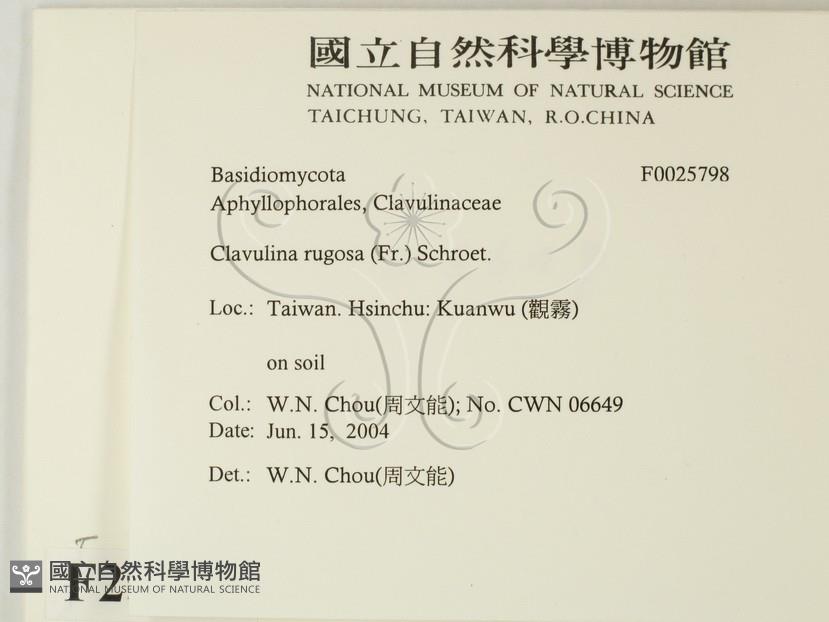 國立自然科學博物館
NATIONAL MUSEUM OF NATURAL SCIENCE
TAICHUNG, TAIWAN, R.O.CHINA
Basidiomycota F0025798
Aphyllophorales, Clavulinaceae
Clavulina rugosa (Fr.) Schroet.
Loc.: Taiwan. Hsinchu: Kuanwu (觀霧)
on soil
Col.: W.N. Chou(周文能); No. CWN 06649
Date: Jun. 15, 2004
Det.: W.N. Chou(周文能)
F2
國立自然科學博物館
NATIONAL MUSEUM OF NATURAL SCIENCE